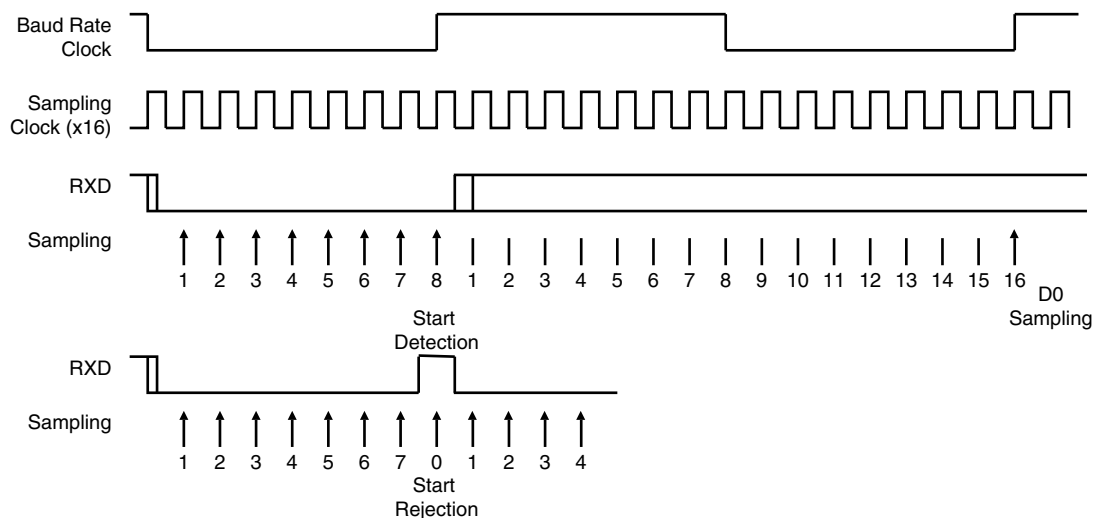 Baud Rate
Clock
Sampling
Clock (x16)
RXD
Sampling
1 2 3 4 5 6 7 8 1 2 3 4 5 6 7 8 9 10 11 12 13 14 15 16
D0
Sampling
Start
Detection
RXD
Sampling
1 2 3 4 5 6 7 0 1 2 3 4
Start
Rejection